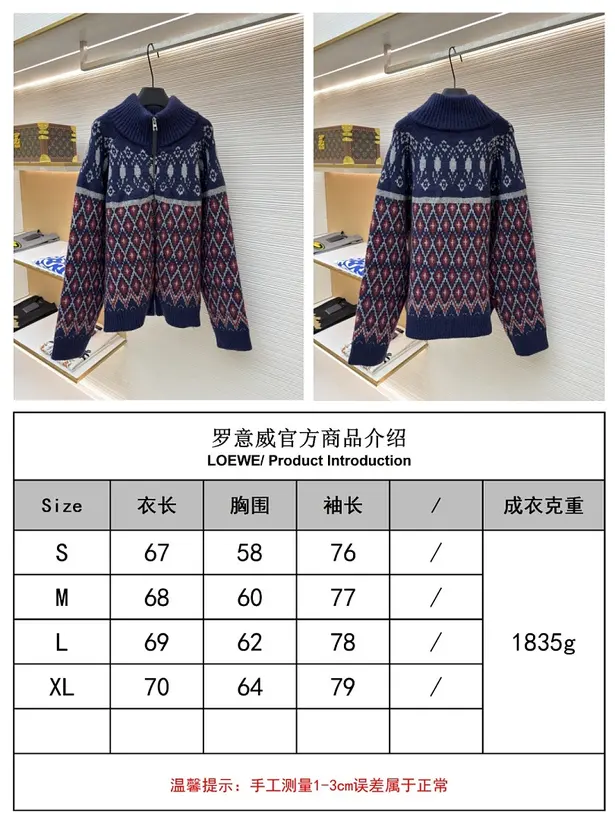 罗意威官方商品介绍
LOEWE/ Product Introduction
Size 衣长 胸围 袖长 / 成衣克重
S 67 58 76 /
M 68 60 77 /
L 69 62 78 /
XL 70 64 79 /
1835g
温馨提示：手工测量1-3cm误差属于正常